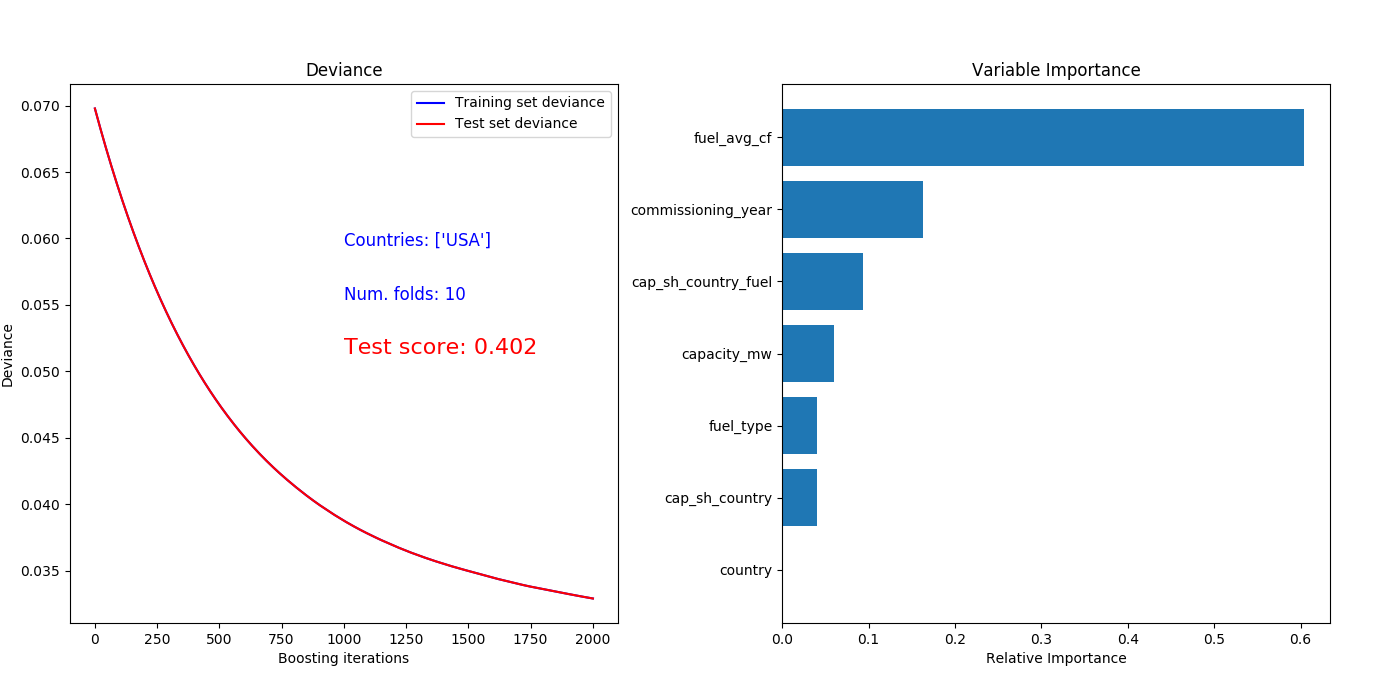 Deviance
Training set deviance
Test set deviance
Countries: ['USA']
Num. folds: 10
Test score: 0.402
Deviance
0.070
0.065
0.060
0.055
0.050
0.045
0.040
0.035
0 250 500 750 1000 1250 1500 1750 2000
Boosting iterations
Variable Importance
fuel_avg_cf
commissioning_year
cap_sh_country_fuel
capacity_mw
fuel_type
cap_sh_country
country
0.0 0.1 0.2 0.3 0.4 0.5 0.6
Relative Importance